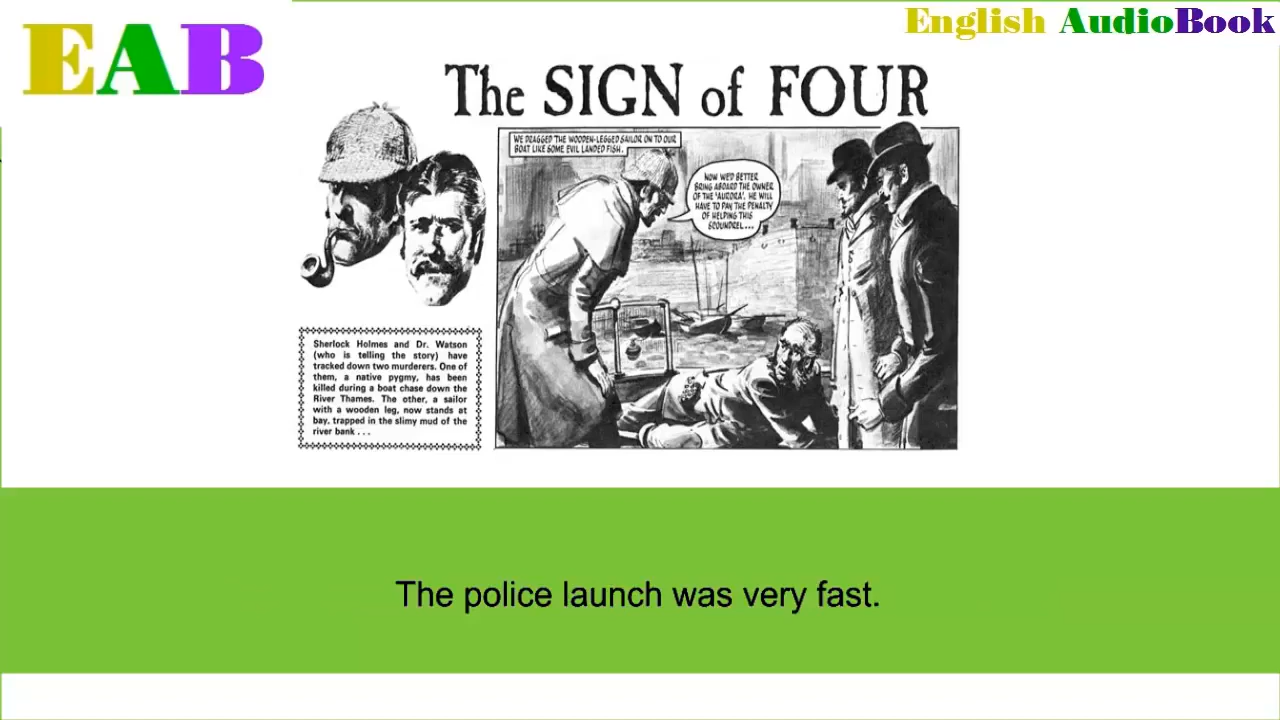 EAB
English AudioBook
The SIGN of FOUR
WE DRAGGED THE WOODEN-LEGGED SAILOR ON TO OUR
BOAT LIKE SOME EVIL LANDED FISH.
NOW WE'D BETTER
BRING ABOARD THE OWNER
OF THE 'AURORA'. HE WILL
HAVE TO PAY THE PENALTY
OF HELPING THIS
SCOUNDREL...
Sherlock Holmes and Dr. Watson
(who is telling the story) have
tracked down two murderers. One of
them, a native pygmy, has been
killed during a boat chase down the
River Thames. The other, a sailor
with a wooden leg, now stands at
bay, trapped in the slimy mud of the
river bank . . .
The police launch was very fast.